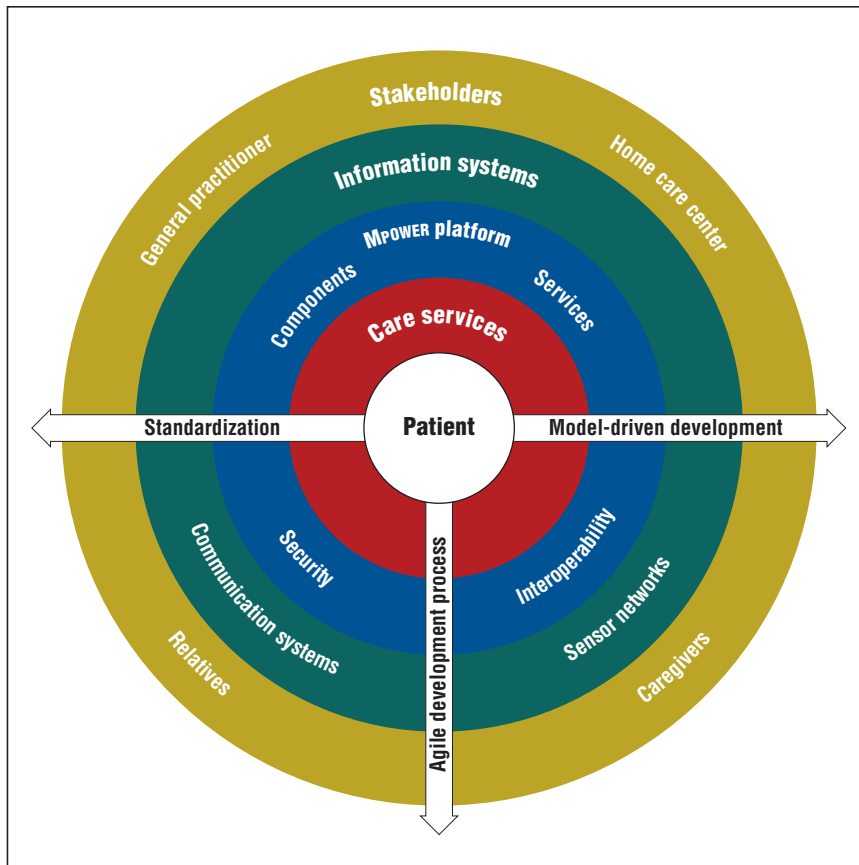 Stakeholders
General practitioner
Home care center
Information systems
MPOWER platform
Components
Services
Care services
Standardization
Patient
Model-driven development
Security
Interoperability
Communication systems
Sensor networks
Relatives
Caregivers
Agile development process